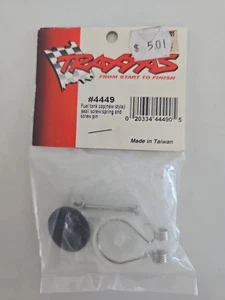 $ 5.01
TRAXXAS
FROM START TO FINISH
#4449
Fuel tank cap(new style)/
seal/ screw/spring and
screw pin
0 20334 44490 5
Made in Taiwan